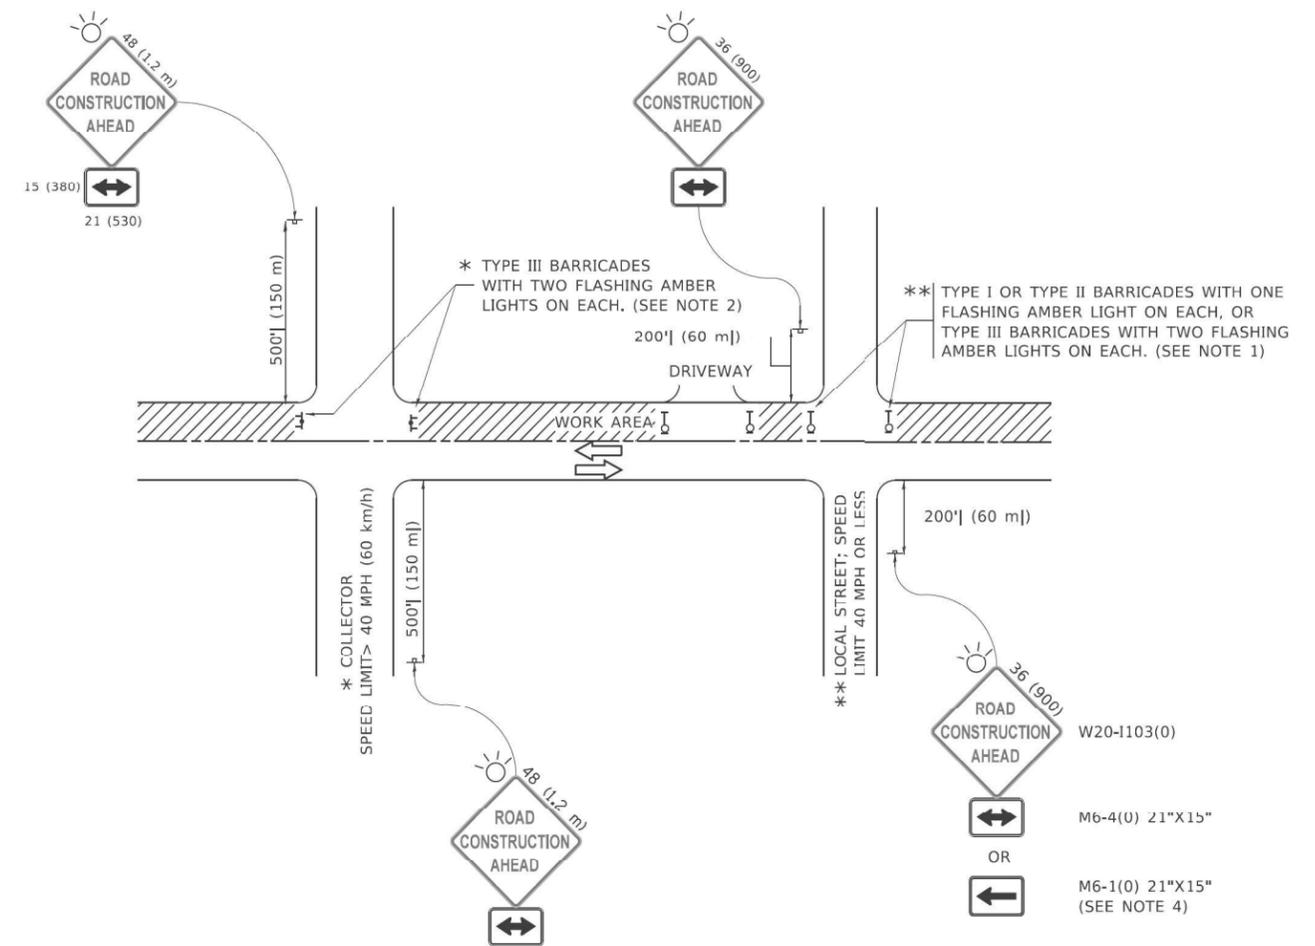 48 (1.2 m)
ROAD
CONSTRUCTION
AHEAD
15 (380)
21 (530)
36 (900)
ROAD
CONSTRUCTION
AHEAD
500'| (150 m)
* TYPE III BARRICADES
WITH TWO FLASHING AMBER
LIGHTS ON EACH. (SEE NOTE 2)
200'| (60 m|)
DRIVEWAY
** TYPE I OR TYPE II BARRICADES WITH ONE
FLASHING AMBER LIGHT ON EACH, OR
TYPE III BARRICADES WITH TWO FLASHING
AMBER LIGHTS ON EACH. (SEE NOTE 1)
WORK AREA
* COLLECTOR
SPEED LIMIT> 40 MPH (60 km/h)
500'| (150 m|)
** LOCAL STREET; SPEED
LIMIT 40 MPH OR LESS
200'| (60 m|)
48 (1.2 m)
ROAD
CONSTRUCTION
AHEAD
36 (900)
ROAD
CONSTRUCTION
AHEAD
W20-I103(0)
M6-4(0) 21"X15"
OR
M6-1(0) 21"X15"
(SEE NOTE 4)